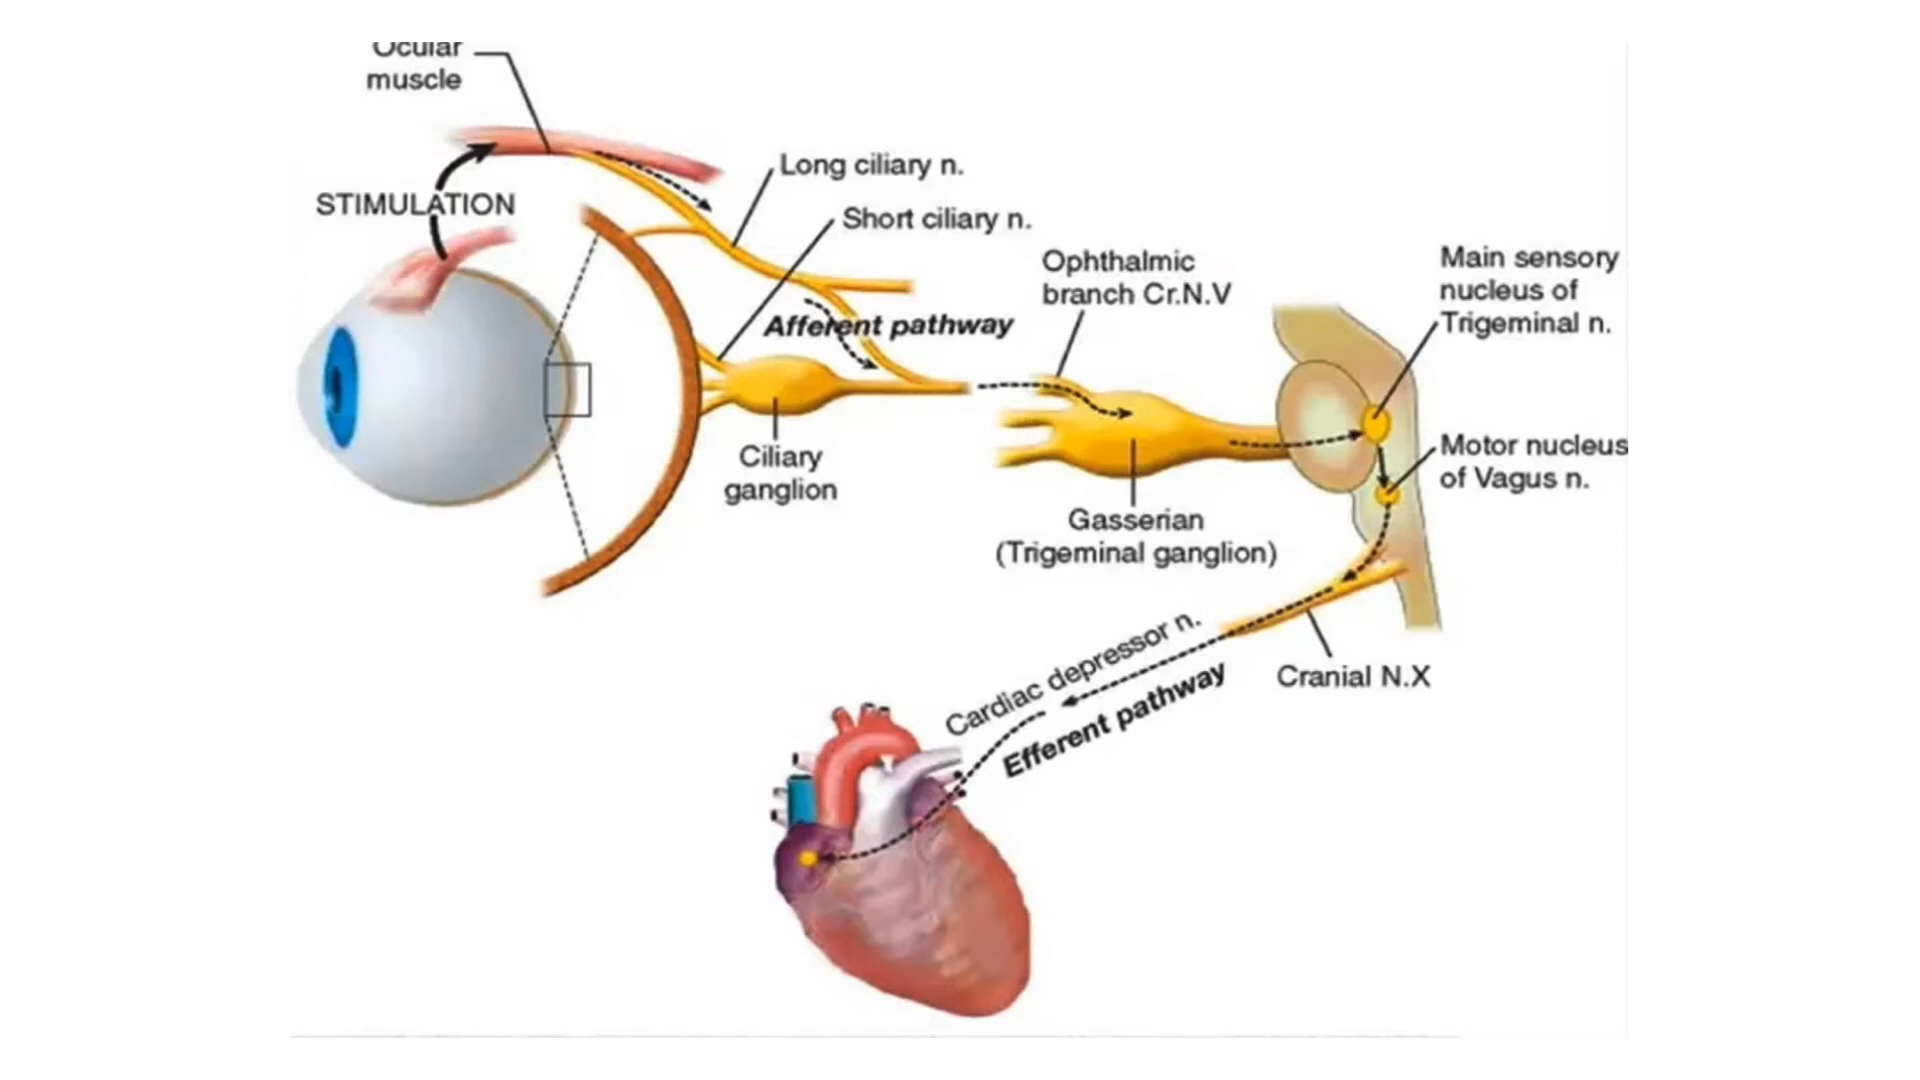 Ocular
muscle
STIMULATION
Long ciliary n.
Short ciliary n.
Afferent pathway
Ciliary
ganglion
Ophthalmic
branch Cr.N.V
Gasserian
(Trigeminal ganglion)
Main sensory
nucleus of
Trigeminal n.
Motor nucleus
of Vagus n.
Cranial N.X
Cardiac depressor n.
Efferent pathway